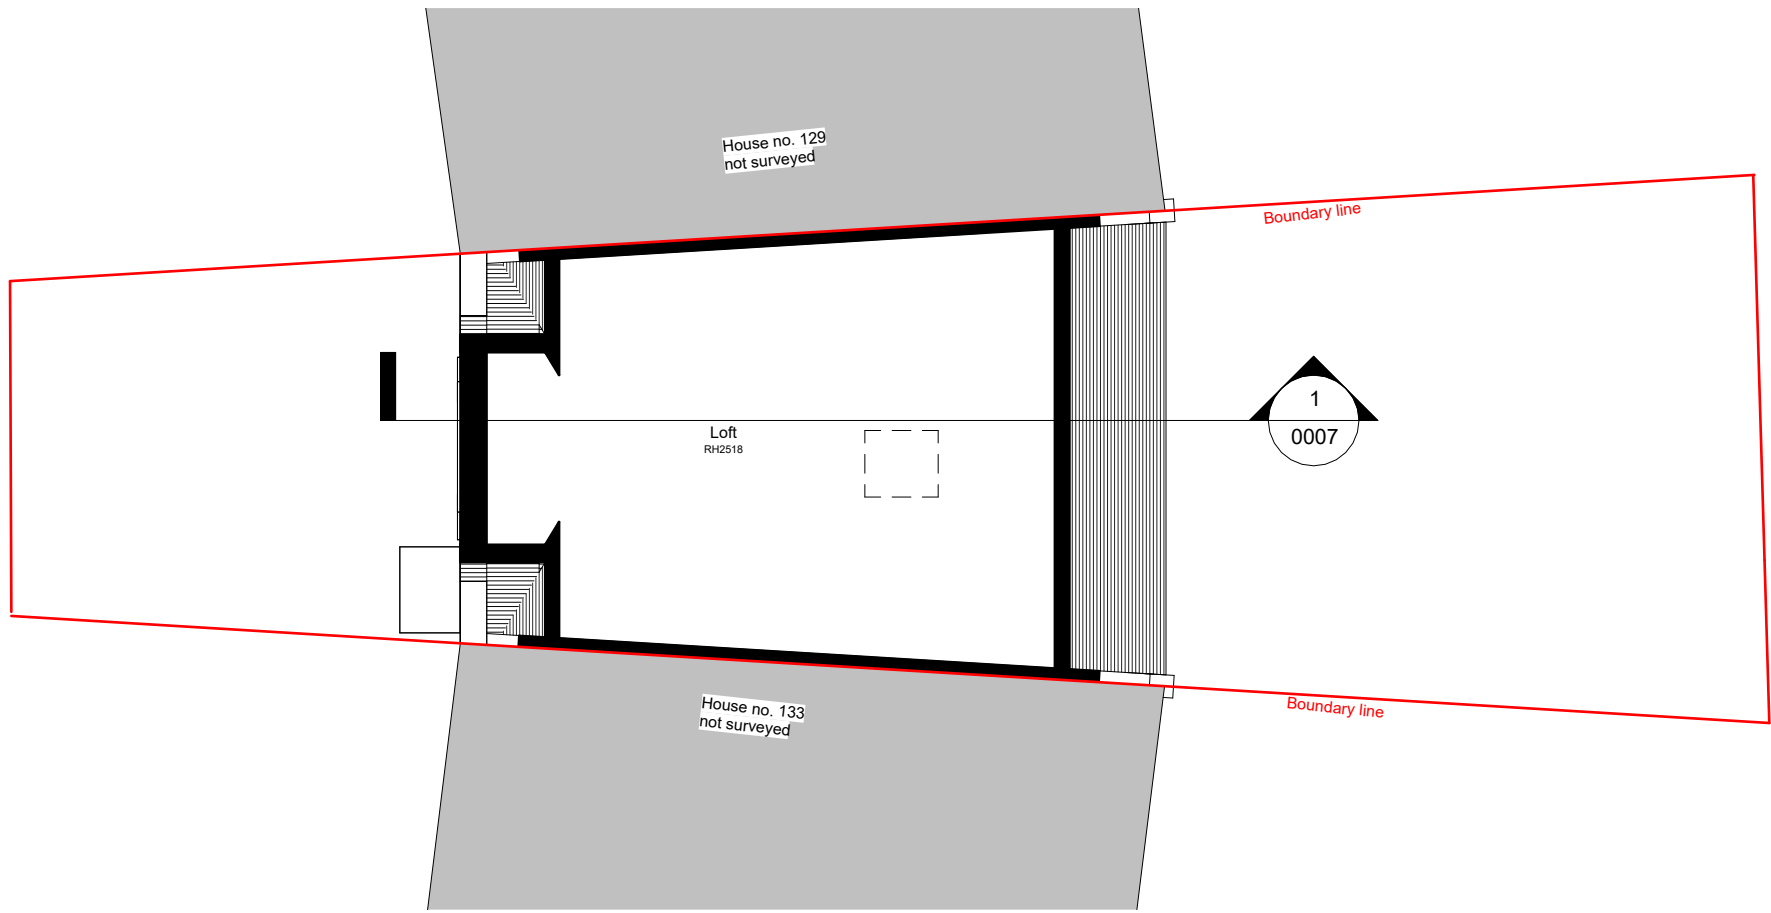 House no. 129
not surveyed
Boundary line
1
0007
Loft
RH2518
House no. 133
not surveyed
Boundary line